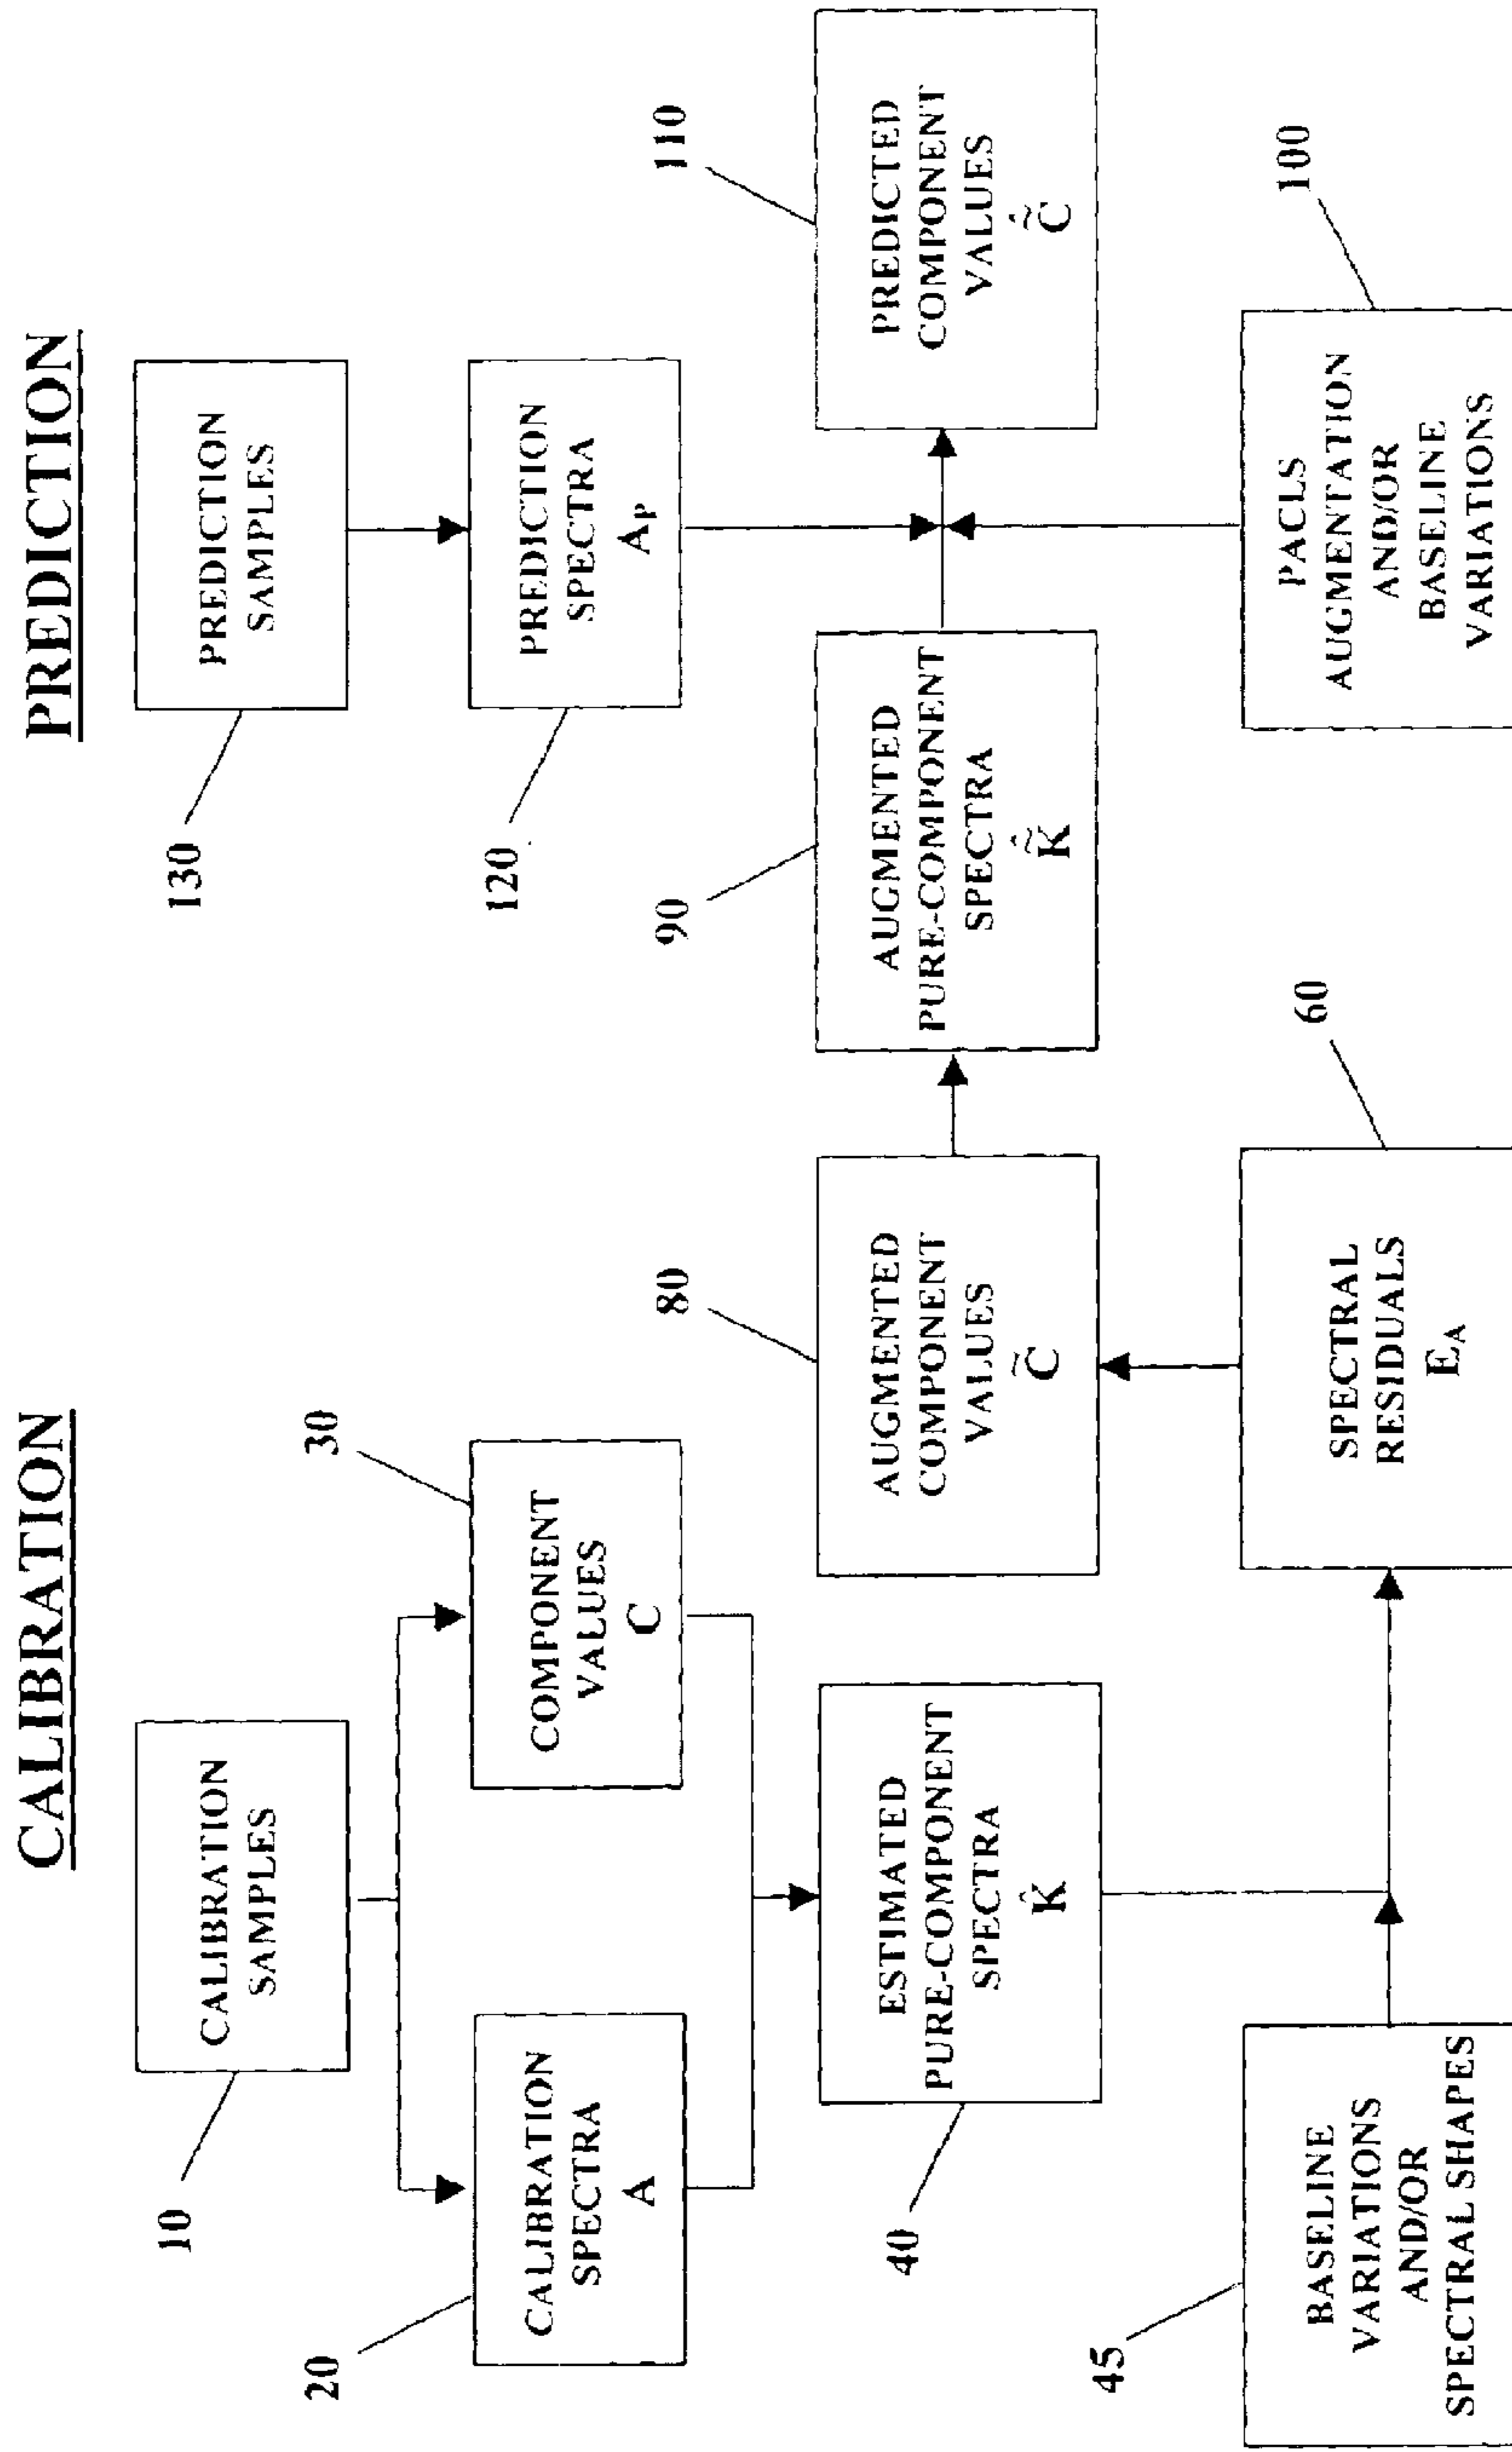 CALIBRATION
10
CALIBRATION
SAMPLES
20
CALIBRATION
SPECTRA
A
30
COMPONENT
VALUES
C
40
ESTIMATED
PURE-COMPONENT
SPECTRA
K̂
45
BASELINE
VARIATIONS
AND/OR
SPECTRAL SHAPES
60
SPECTRAL
RESIDUALS
E_A
80
AUGMENTED
COMPONENT
VALUES
C̃
PREDICTION
130
PREDICTION
SAMPLES
120
PREDICTION
SPECTRA
A_P
90
AUGMENTED
PURE-COMPONENT
SPECTRA
K̃̂
110
PREDICTED
COMPONENT
VALUES
C̃̂
100
PACLS
AUGMENTATION
AND/OR
BASELINE
VARIATIONS